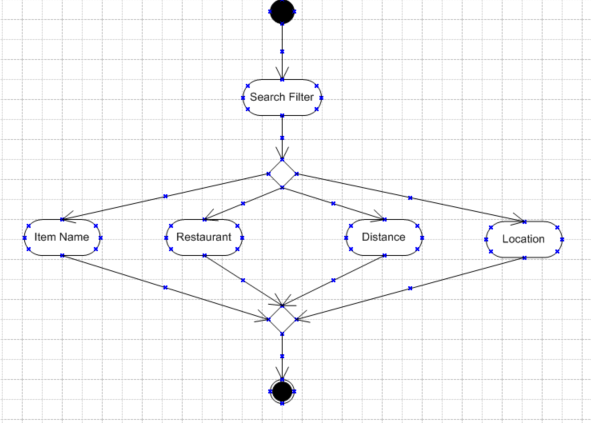 Search Filter
Item Name
Restaurant
Distance
Location